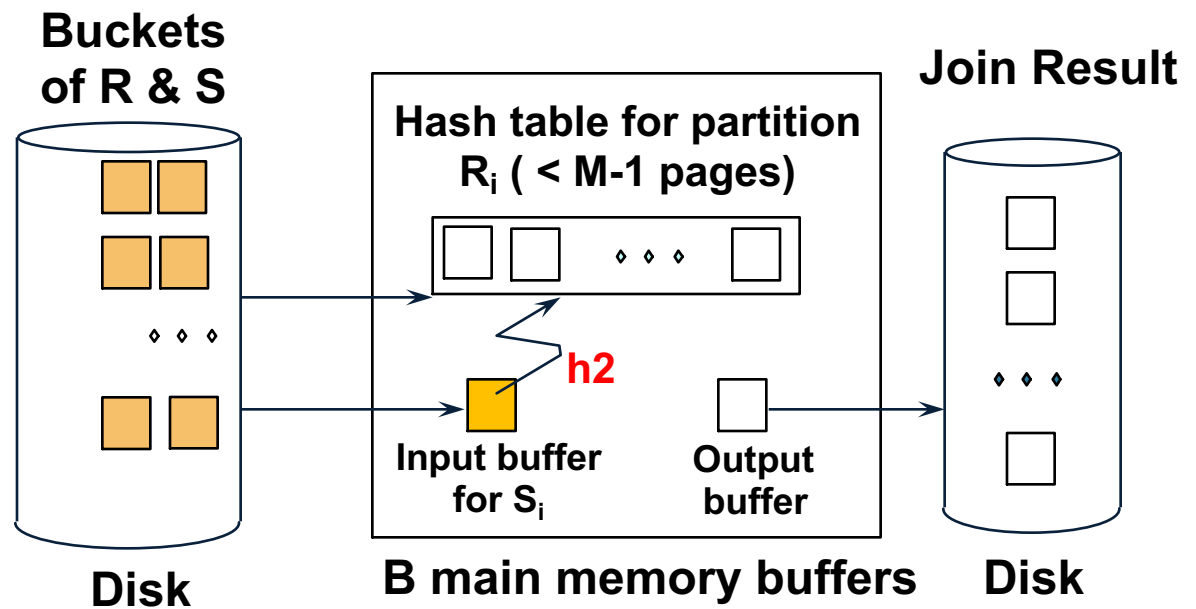 Buckets
of R & S
Join Result
Hash table for partition
Rᵢ ( < M-1 pages)
h2
Input buffer
for Sᵢ
Output
buffer
Disk
B main memory buffers
Disk